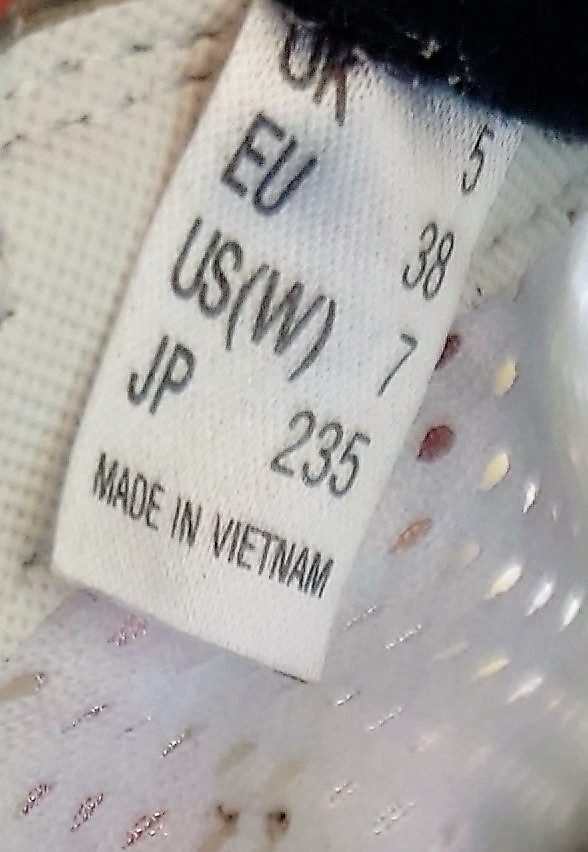 UK 5
EU 38
US(W) 7
JP 235
MADE IN VIETNAM